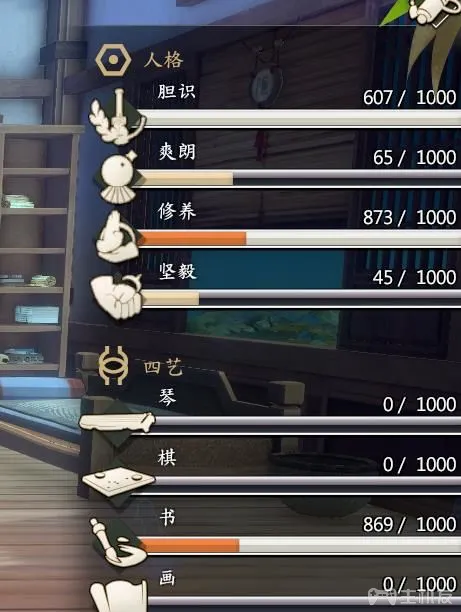 人格
胆识
607 / 1000
爽朗
65 / 1000
修养
873 / 1000
坚毅
45 / 1000
四艺
琴
0 / 1000
棋
0 / 1000
书
869 / 1000
画
0 / 1000